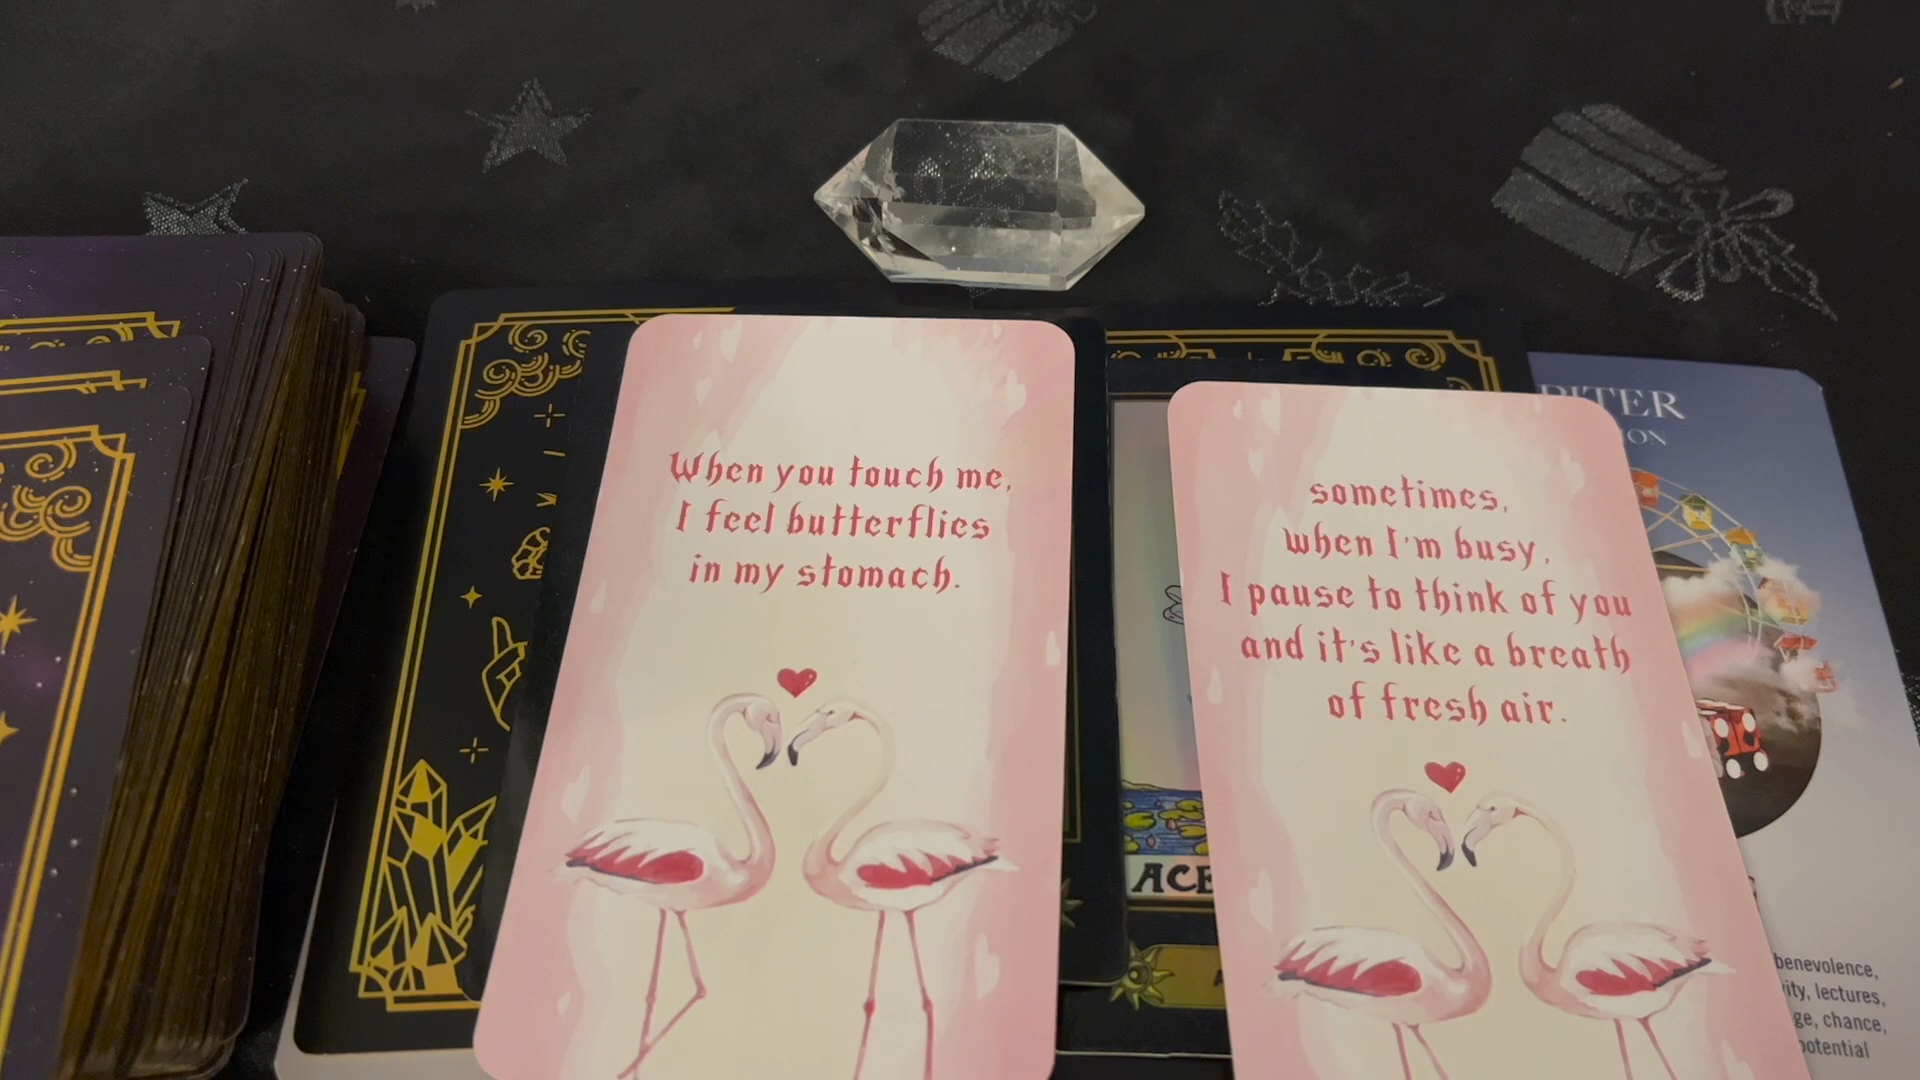 When you touch me,
I feel butterflies
in my stomach.
sometimes,
when I'm busy,
I pause to think of you
and it's like a breath
of fresh air.
ACE
benevolence,
lectures,
chance,
potential